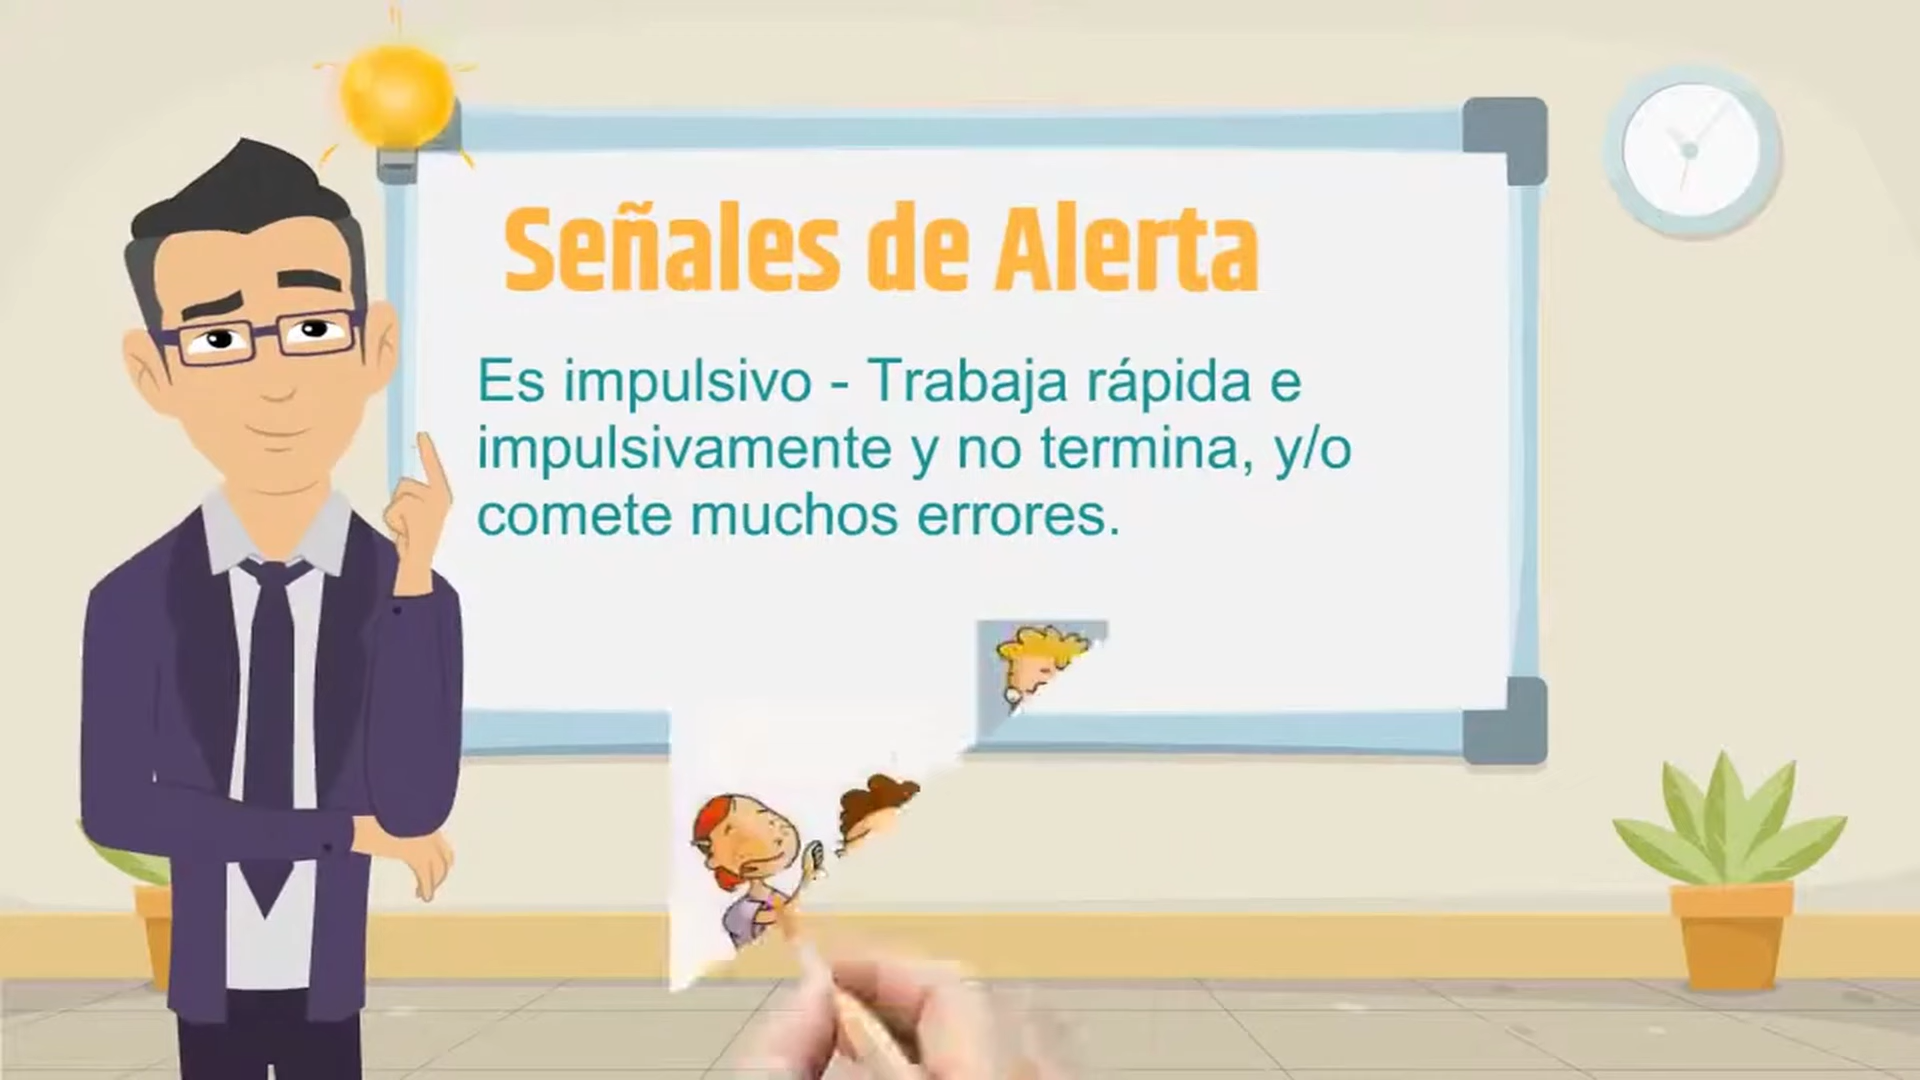 Señales de Alerta
Es impulsivo - Trabaja rápida e
impulsivamente y no termina, y/o
comete muchos errores.